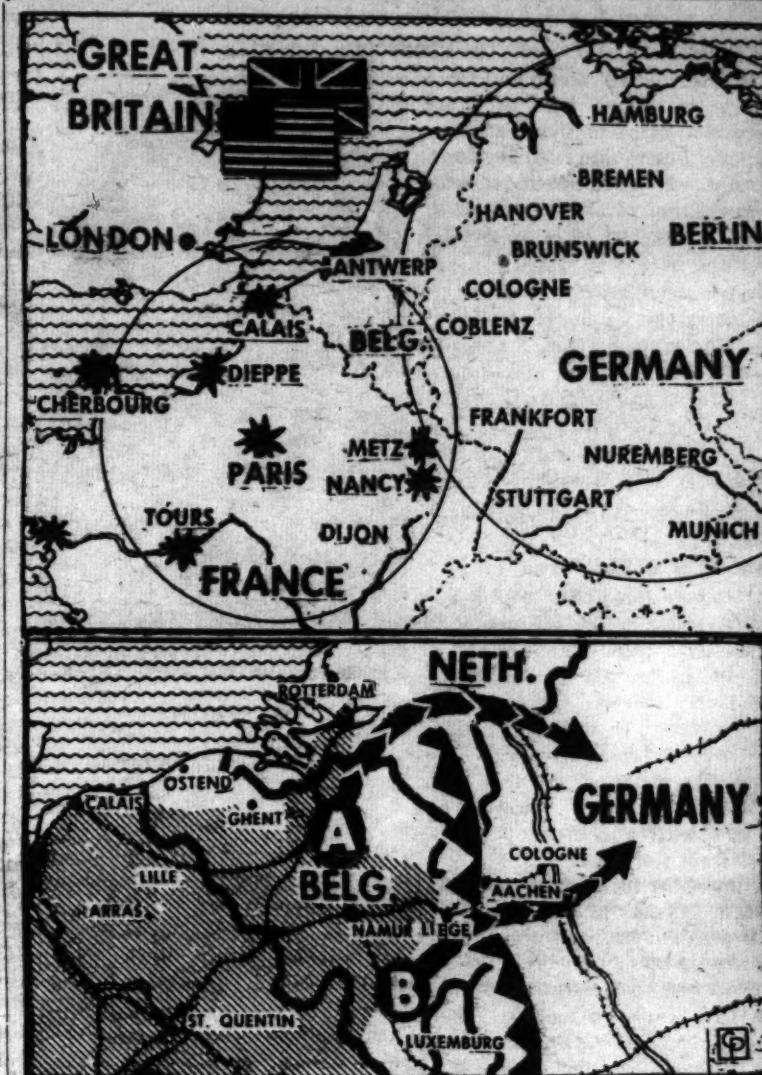 GREAT
BRITAIN
HAMBURG
BREMEN
HANOVER
LONDON
BERLIN
BRUNSWICK
ANTWERP
COLOGNE
CALAIS
BELG.
COBLENZ
DIEPPE
GERMANY
CHERBOURG
FRANKFORT
METZ
NUREMBERG
PARIS
NANCY
STUTTGART
TOURS
DIJON
MUNICH
FRANCE
NETH.
ROTTERDAM
OSTEND
CALAIS
GHENT
GERMANY
A
COLOGNE
LILLE
BELG.
AACHEN
ARRAS
NAMUR LIEGE
B
ST. QUENTIN
LUXEMBURG
CP